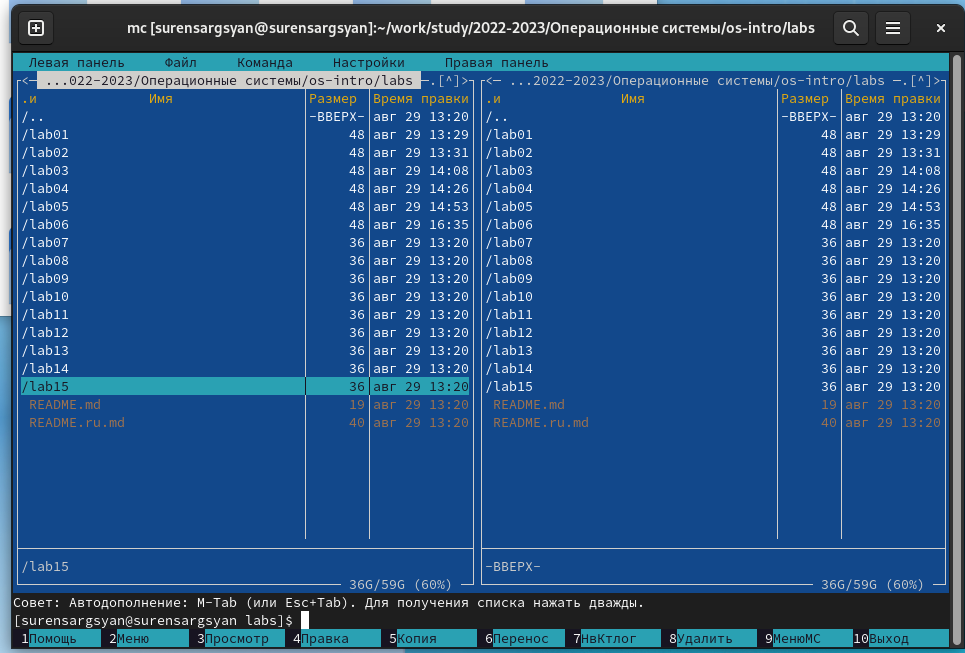 mc [surensargsyan@surensargsyan]:~/work/study/2022-2023/Операционные системы/os-intro/labs
Левая панель Файл Команда Настройки Правая панель
<— ...022-2023/Операционные системы/os-intro/labs —.[^]> <— ...2022-2023/Операционные системы/os-intro/labs —.[^]>
.и Имя Размер Время правки .и Имя Размер Время правки
/.. -ВВЕРХ- авг 29 13:20 /.. -ВВЕРХ- авг 29 13:20
/lab01 48 авг 29 13:29 /lab01 48 авг 29 13:29
/lab02 48 авг 29 13:31 /lab02 48 авг 29 13:31
/lab03 48 авг 29 14:08 /lab03 48 авг 29 14:08
/lab04 48 авг 29 14:26 /lab04 48 авг 29 14:26
/lab05 48 авг 29 14:53 /lab05 48 авг 29 14:53
/lab06 48 авг 29 16:35 /lab06 48 авг 29 16:35
/lab07 36 авг 29 13:20 /lab07 36 авг 29 13:20
/lab08 36 авг 29 13:20 /lab08 36 авг 29 13:20
/lab09 36 авг 29 13:20 /lab09 36 авг 29 13:20
/lab10 36 авг 29 13:20 /lab10 36 авг 29 13:20
/lab11 36 авг 29 13:20 /lab11 36 авг 29 13:20
/lab12 36 авг 29 13:20 /lab12 36 авг 29 13:20
/lab13 36 авг 29 13:20 /lab13 36 авг 29 13:20
/lab14 36 авг 29 13:20 /lab14 36 авг 29 13:20
/lab15 36 авг 29 13:20 /lab15 36 авг 29 13:20
README.md 19 авг 29 13:20 README.md 19 авг 29 13:20
README.ru.md 40 авг 29 13:20 README.ru.md 40 авг 29 13:20
/lab15 -ВВЕРХ-
36G/59G (60%) 36G/59G (60%)
Совет: Автодополнение: M-Tab (или Esc+Tab). Для получения списка нажать дважды.
[surensargsyan@surensargsyan labs]$
1Помощь 2Меню 3Просмотр 4Правка 5Копия 6Перенос 7НвКтлог 8Удалить 9МенюМС 10Выход